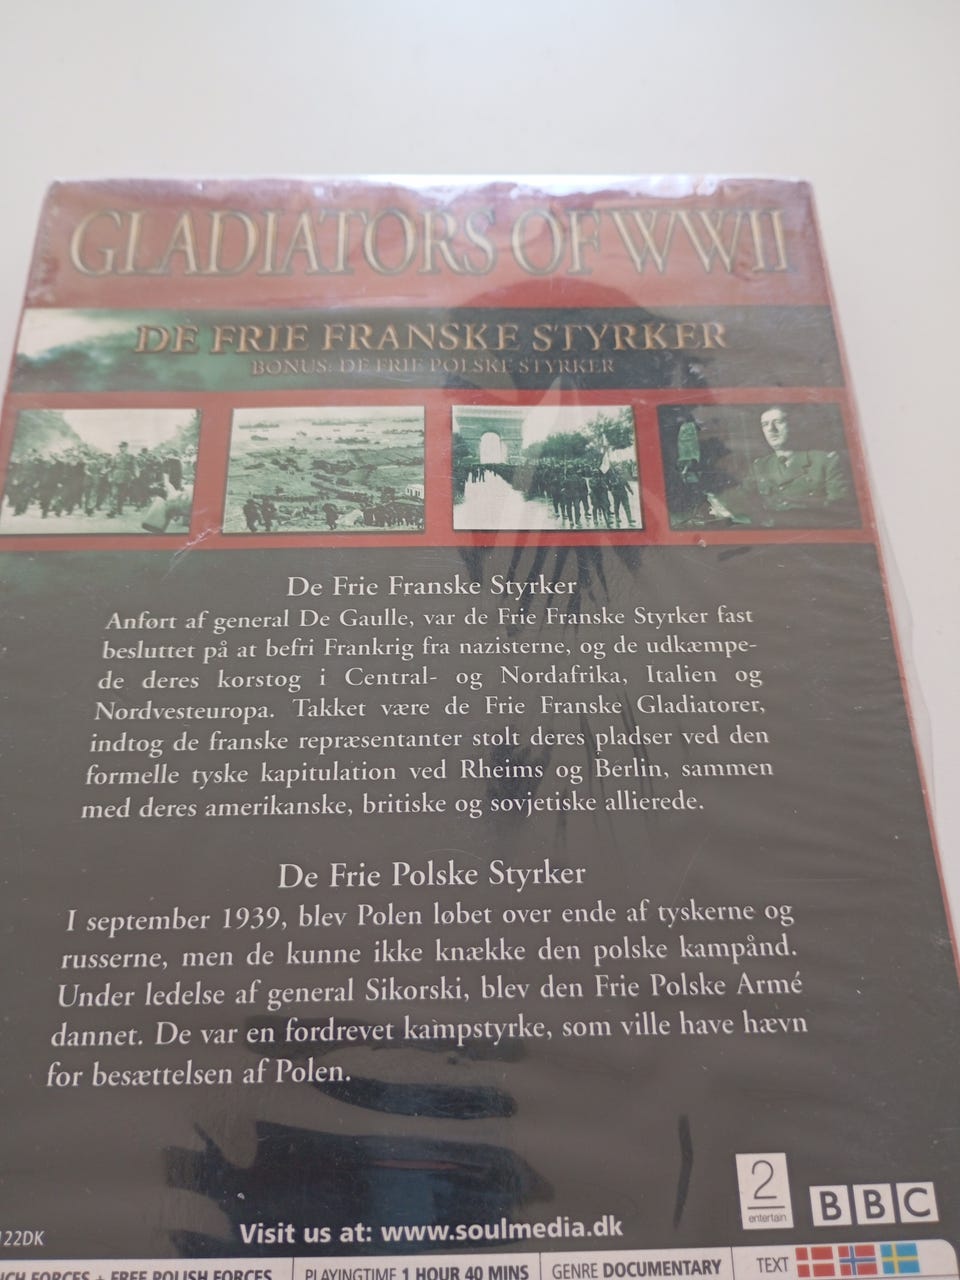 GLADIATORS OF WWII
DE FRIE FRANSKE STYRKER
BONUS: DE FRIE POLSKE STYRKER
De Frie Franske Styrker
Anført af general De Gaulle, var de Frie Franske Styrker fast
besluttet på at befri Frankrig fra nazisterne, og de udkæmpe-
de deres korstog i Central- og Nordafrika, Italien og
Nordvesteuropa. Takket være de Frie Franske Gladiatorer,
indtog de franske repræsentanter stolt deres pladser ved den
formelle tyske kapitulation ved Rheims og Berlin, sammen
med deres amerikanske, britiske og sovjetiske allierede.
De Frie Polske Styrker
I september 1939, blev Polen løbet over ende af tyskerne og
russerne, men de kunne ikke knække den polske kampånd.
Under ledelse af general Sikorski, blev den Frie Polske Armé
dannet. De var en fordrevet kampstyrke, som ville have hævn
for besættelsen af Polen.
2
entertain
BBC
22DK
Visit us at: www.soulmedia.dk
FORCES + FREE POLISH FORCES
PLAYINGTIME 1 HOUR 40 MINS
GENRE DOCUMENTARY
TEXT